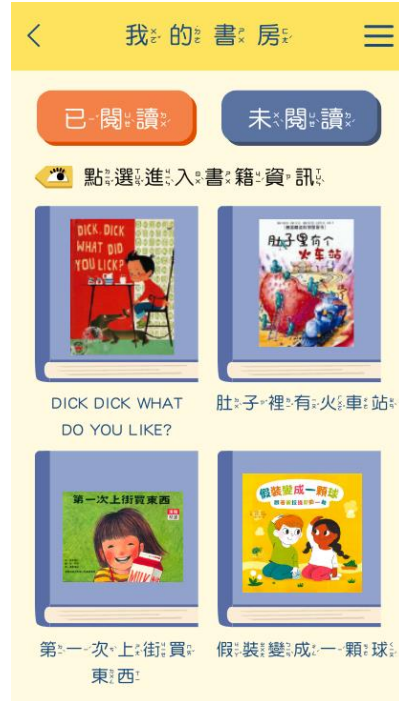 我的書房
已閱讀
未閱讀
點選進入書籍資訊
DICK, DICK
WHAT DID
YOU LICK?
肚子里有个
火车站
DICK DICK WHAT
DO YOU LIKE?
肚子裡有火車站
第一次上街買東西
MILK
假裝變成一顆球
第一次上街買
東西
假裝變成一顆球